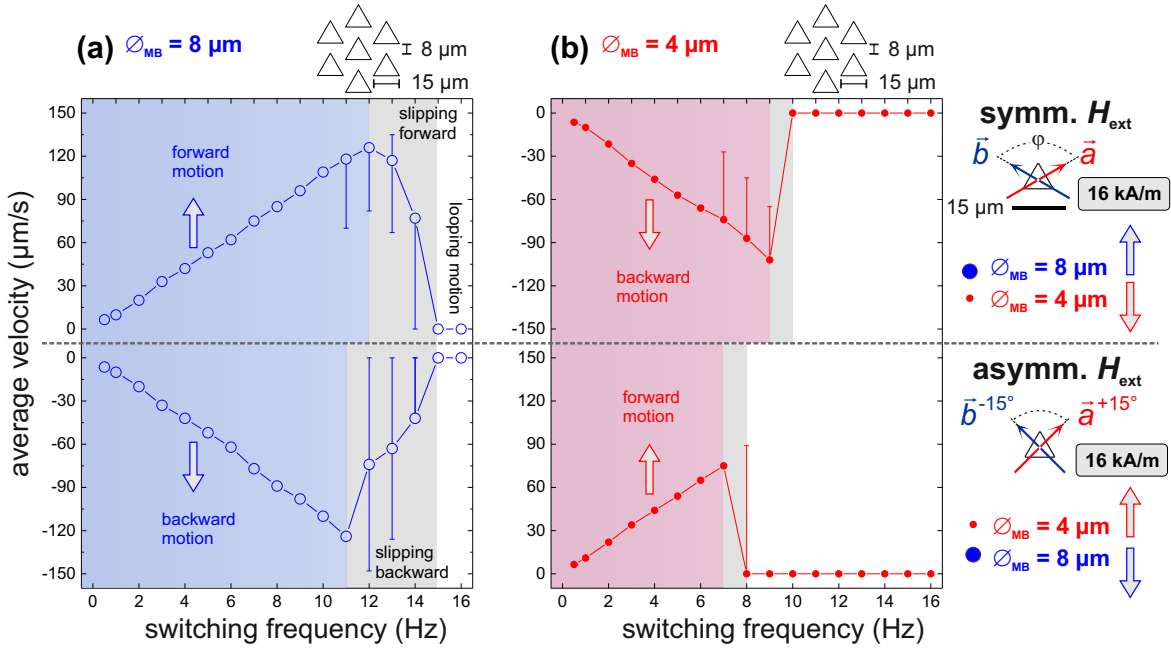 (a) ∅MB = 8 µm
8 µm
15 µm
(b) ∅MB = 4 µm
8 µm
15 µm
average velocity (µm/s)
150
120
90
60
30
0
0
-30
-60
-90
-120
-150
forward
motion
slipping
forward
looping motion
backward
motion
slipping
backward
0 2 4 6 8 10 12 14 16
switching frequency (Hz)
0
-30
-60
-90
-120
-150
150
120
90
60
30
0
backward
motion
forward
motion
0 2 4 6 8 10 12 14 16
switching frequency (Hz)
symm. Hext
b⃗ φ a⃗
15 µm 16 kA/m
∅MB = 8 µm
∅MB = 4 µm
asymm. Hext
b⃗-15° a⃗+15°
16 kA/m
∅MB = 4 µm
∅MB = 8 µm